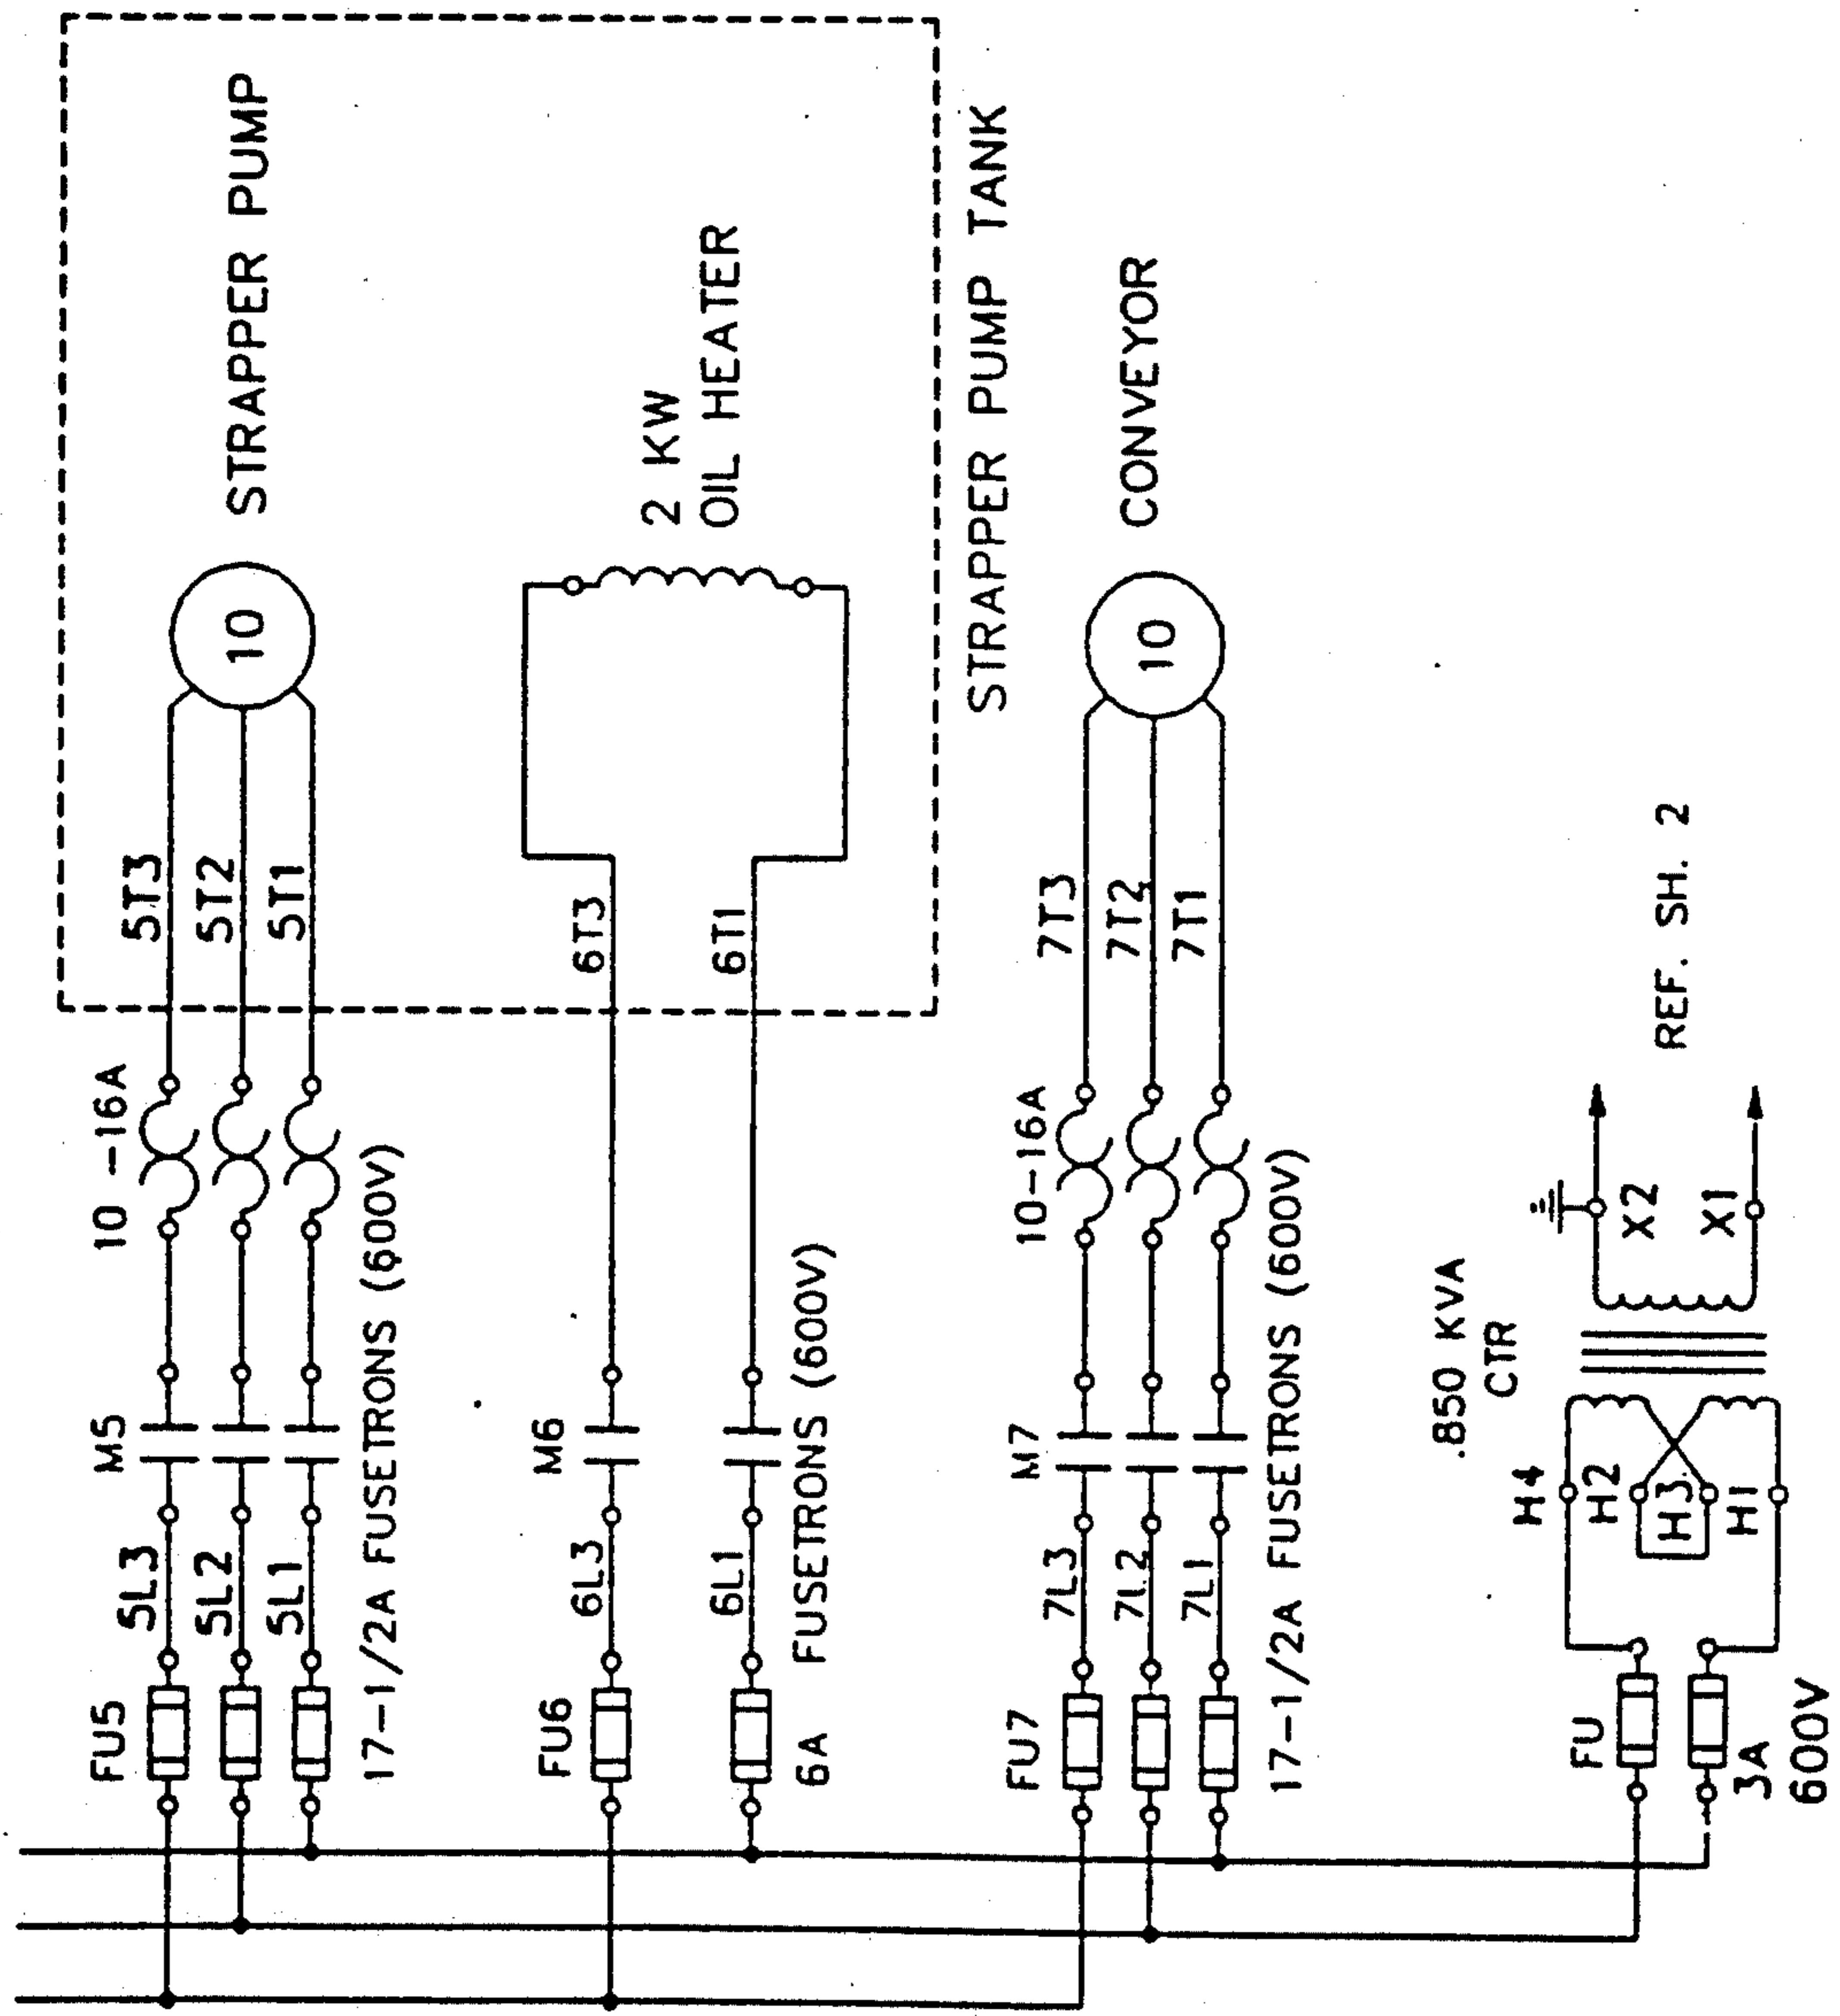 FU5
5L3
5L2
5L1
M5
10 -16A
5T3
5T2
5T1
10
STRAPPER PUMP
17-1/2A FUSETRONS (600V)
FU6
6L3
6L1
M6
6T3
6T1
2 KW
OIL HEATER
6A FUSETRONS (600V)
STRAPPER PUMP TANK
FU7
7L3
7L2
7L1
M7
10-16A
7T3
7T2
7T1
10
CONVEYOR
17-1/2A FUSETRONS (600V)
FU
3A
600V
H4
H2
H3
H1
.850 KVA
CTR
X2
X1
REF. SH. 2